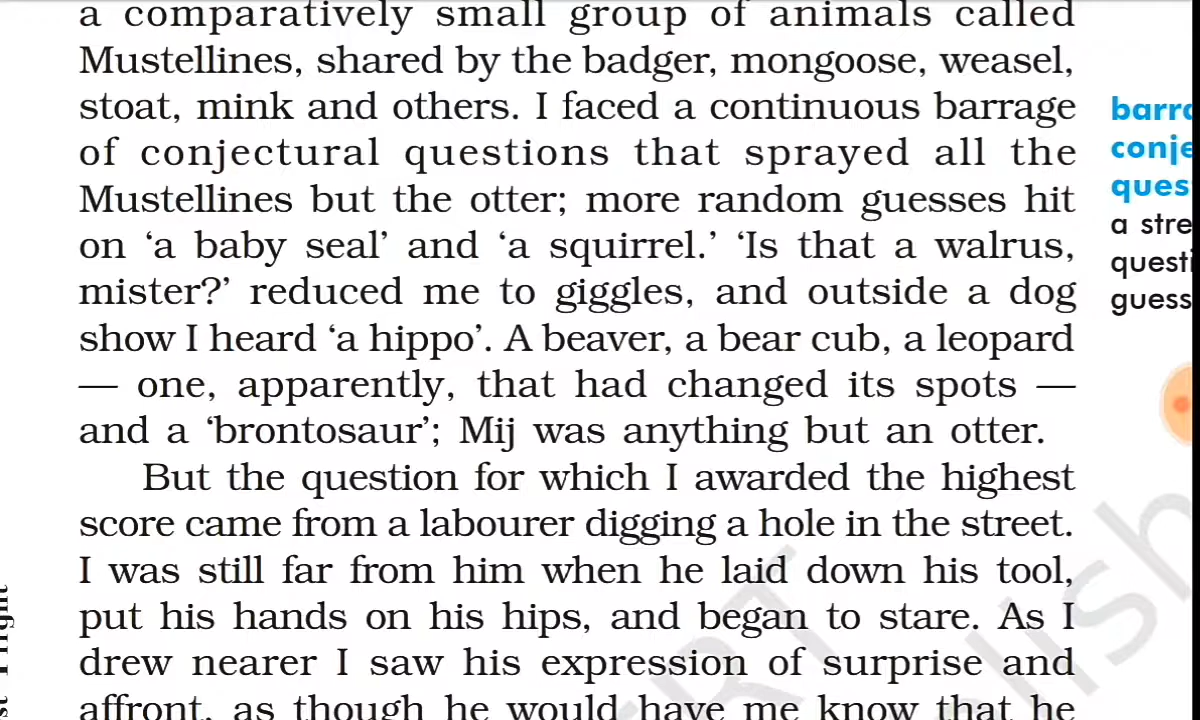 a comparatively small group of animals called
Mustellines, shared by the badger, mongoose, weasel,
stoat, mink and others. I faced a continuous barrage
of conjectural questions that sprayed all the
Mustellines but the otter; more random guesses hit
on ‘a baby seal’ and ‘a squirrel.’ ‘Is that a walrus,
mister?’ reduced me to giggles, and outside a dog
show I heard ‘a hippo’. A beaver, a bear cub, a leopard
— one, apparently, that had changed its spots —
and a ‘brontosaur’; Mij was anything but an otter.
But the question for which I awarded the highest
score came from a labourer digging a hole in the street.
I was still far from him when he laid down his tool,
put his hands on his hips, and began to stare. As I
drew nearer I saw his expression of surprise and
affront, as though he would have me know that he
barra
conje
ques
a stre
questi
guess